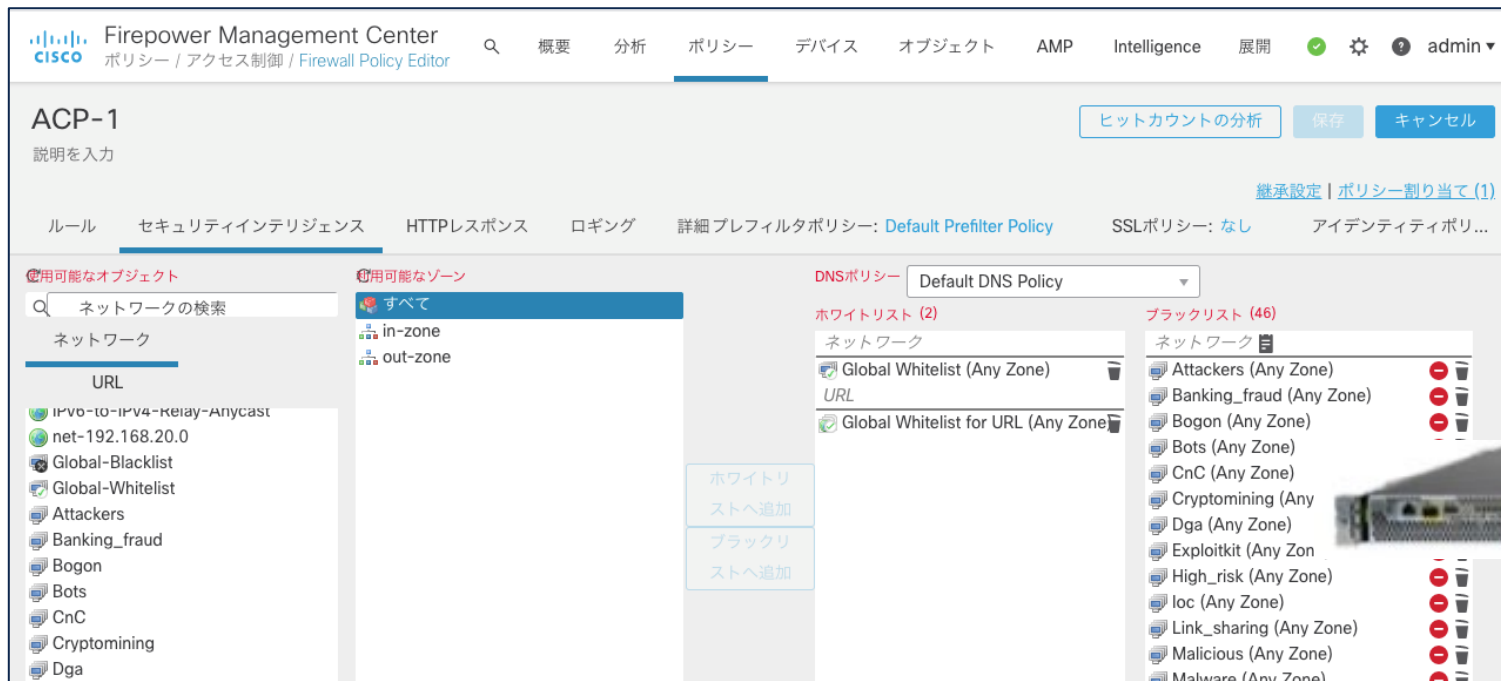 CISCO
Firepower Management Center
ポリシー / アクセス制御 / Firewall Policy Editor
概要 分析 ポリシー デバイス オブジェクト AMP Intelligence 展開 admin
ACP-1
説明を入力
ヒットカウントの分析 保存 キャンセル
継承設定 | ポリシー割り当て (1)
ルール セキュリティインテリジェンス HTTPレスポンス ロギング 詳細 プレフィルタポリシー: Default Prefilter Policy SSLポリシー: なし アイデンティティポリ...
使用可能なオブジェクト
ネットワークの検索
ネットワーク
URL
IPv6-to-IPv4-Relay-Anycast
net-192.168.20.0
Global-Blacklist
Global-Whitelist
Attackers
Banking_fraud
Bogon
Bots
CnC
Cryptomining
Dga
利用可能なゾーン
すべて
in-zone
out-zone
ホワイトリ
ストへ追加
ブラックリ
ストへ追加
DNSポリシー Default DNS Policy
ホワイトリスト (2)
ネットワーク
Global Whitelist (Any Zone)
URL
Global Whitelist for URL (Any Zone)
ブラックリスト (46)
ネットワーク
Attackers (Any Zone)
Banking_fraud (Any Zone)
Bogon (Any Zone)
Bots (Any Zone)
CnC (Any Zone)
Cryptomining (Any
Dga (Any Zone)
Exploitkit (Any Zon
High_risk (Any Zone)
Ioc (Any Zone)
Link_sharing (Any Zone)
Malicious (Any Zone)
Malware (Any Zone)